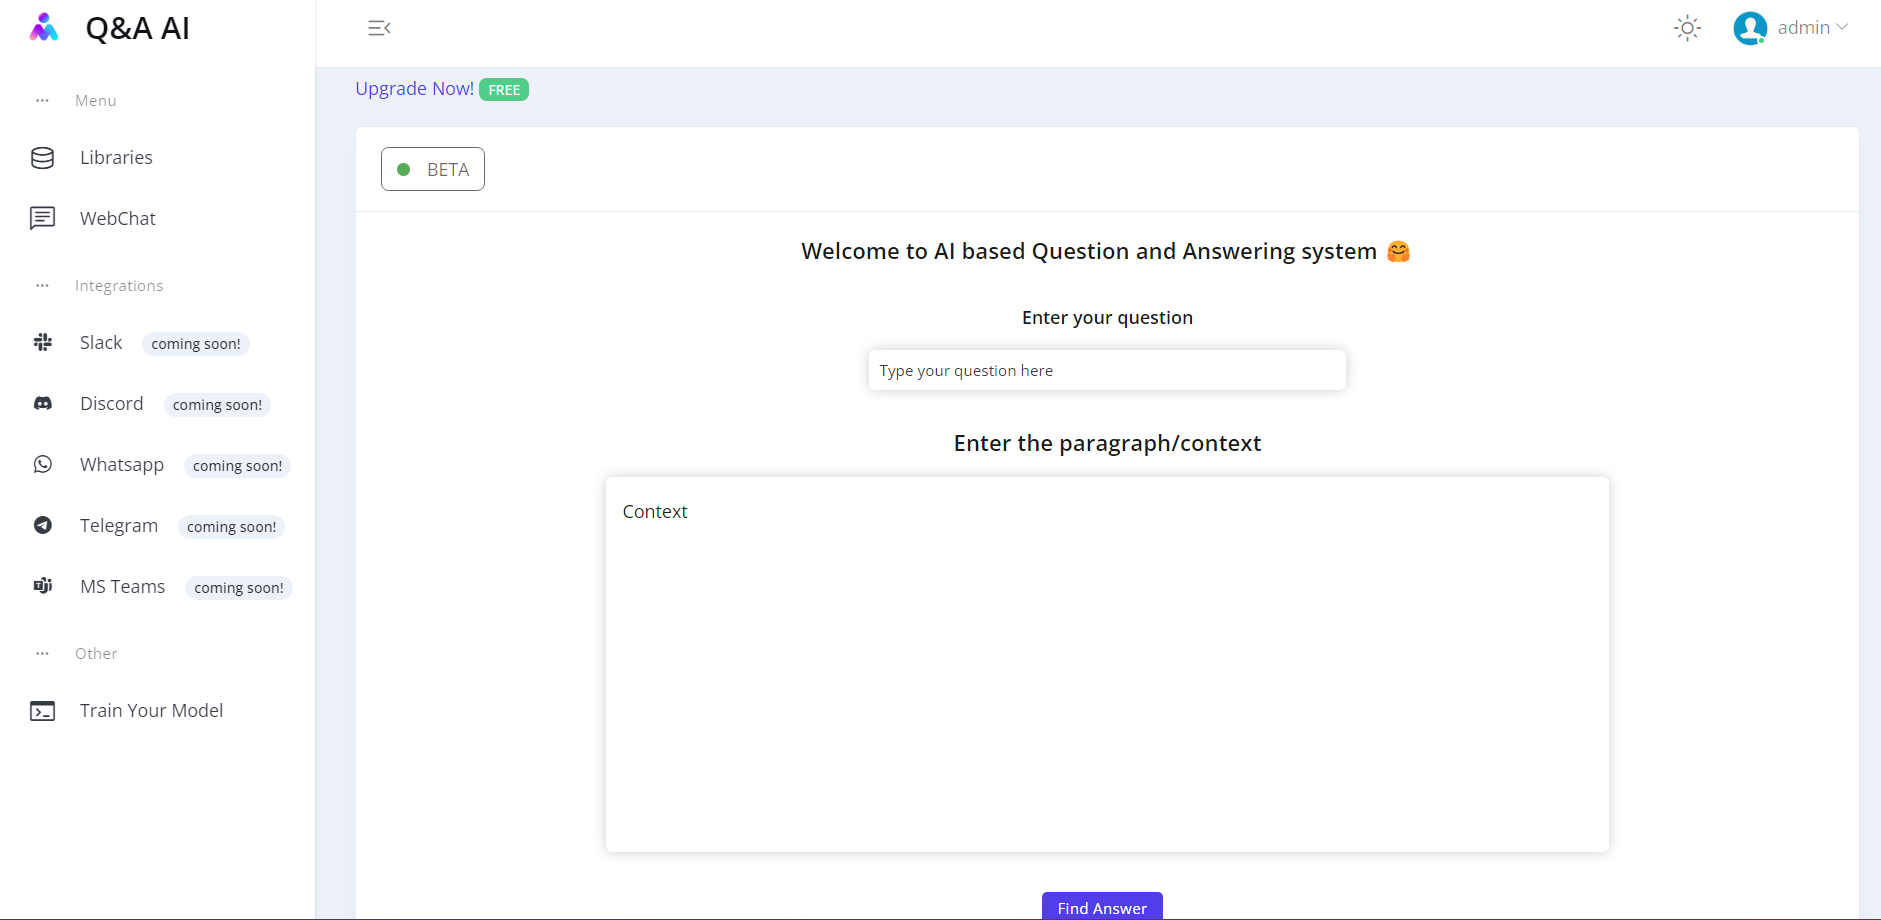 Q&A AI
admin
Menu
Libraries
WebChat
Integrations
Slack coming soon!
Discord coming soon!
Whatsapp coming soon!
Telegram coming soon!
MS Teams coming soon!
Other
Train Your Model
Upgrade Now! FREE
BETA
Welcome to AI based Question and Answering system 🤗
Enter your question
Type your question here
Enter the paragraph/context
Context
Find Answer